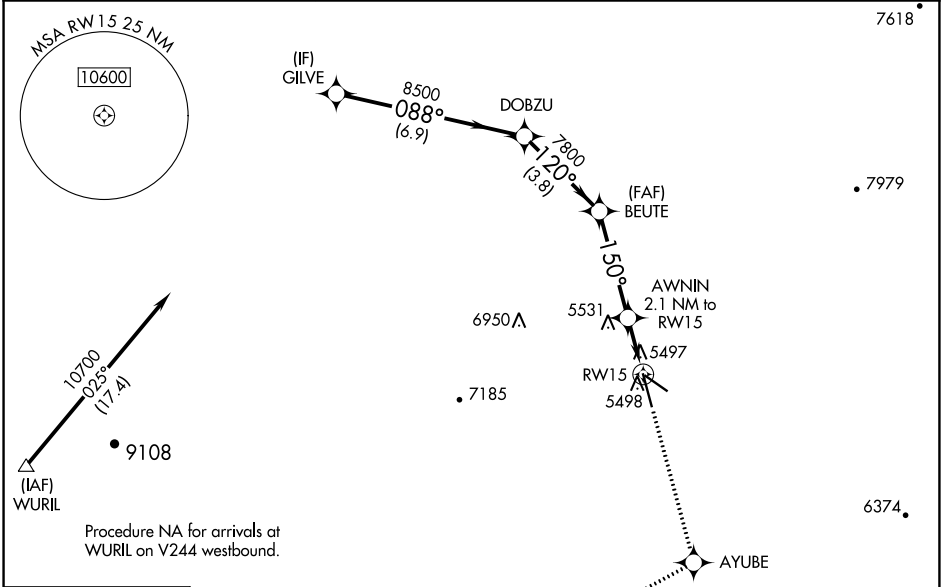 MSA RW15 25 NM
10600
7618
(IF)
GILVE
8500
088°
(6.9)
DOBZU
7800
120°
(3.8)
(FAF)
BEUTE
7979
150°
AWNIN
2.1 NM to
RW15
5531
6950
5497
RW15
5498
7185
10700
025°
(17.4)
9108
(IAF)
WURIL
6374
Procedure NA for arrivals at
WURIL on V244 westbound.
AYUBE